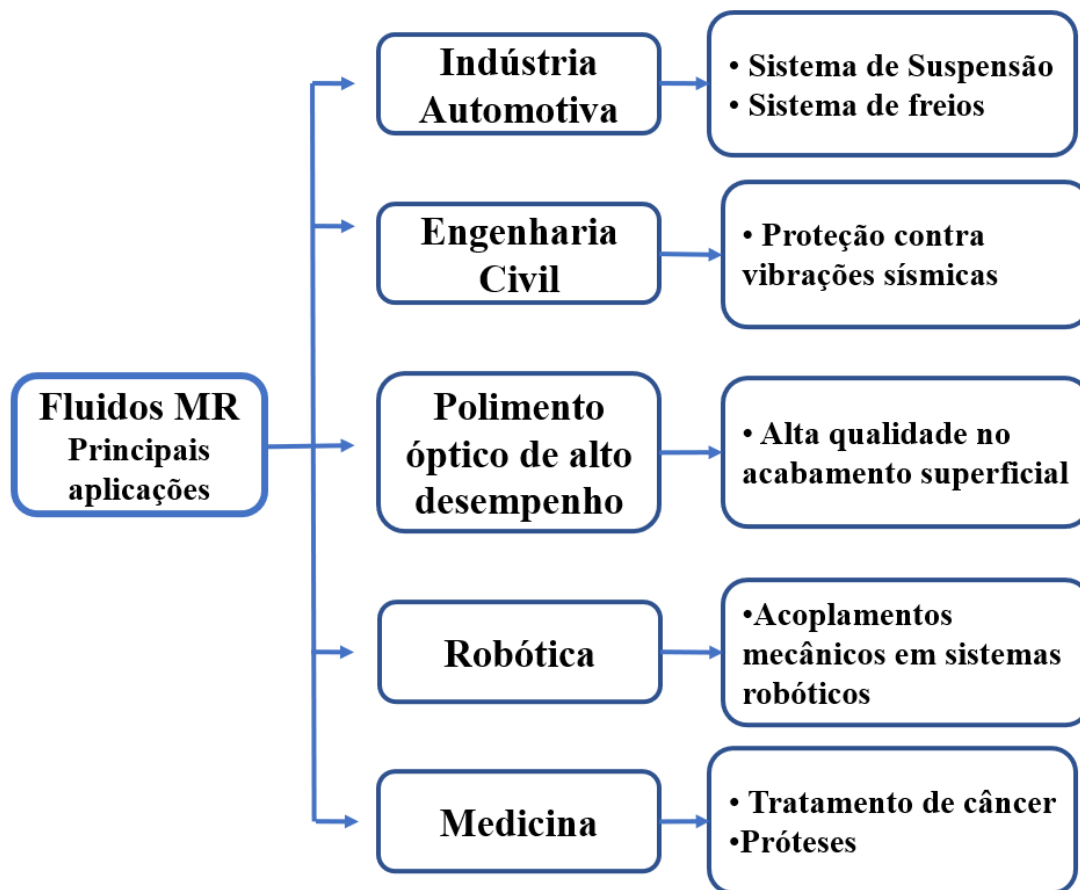 Fluidos MR
Principais
aplicações
Indústria
Automotiva
• Sistema de Suspensão
• Sistema de freios
Engenharia
Civil
• Proteção contra
vibrações sísmicas
Polimento
óptico de alto
desempenho
• Alta qualidade no
acabamento superficial
Robótica
•Acoplamentos
mecânicos em sistemas
robóticos
Medicina
• Tratamento de câncer
•Próteses